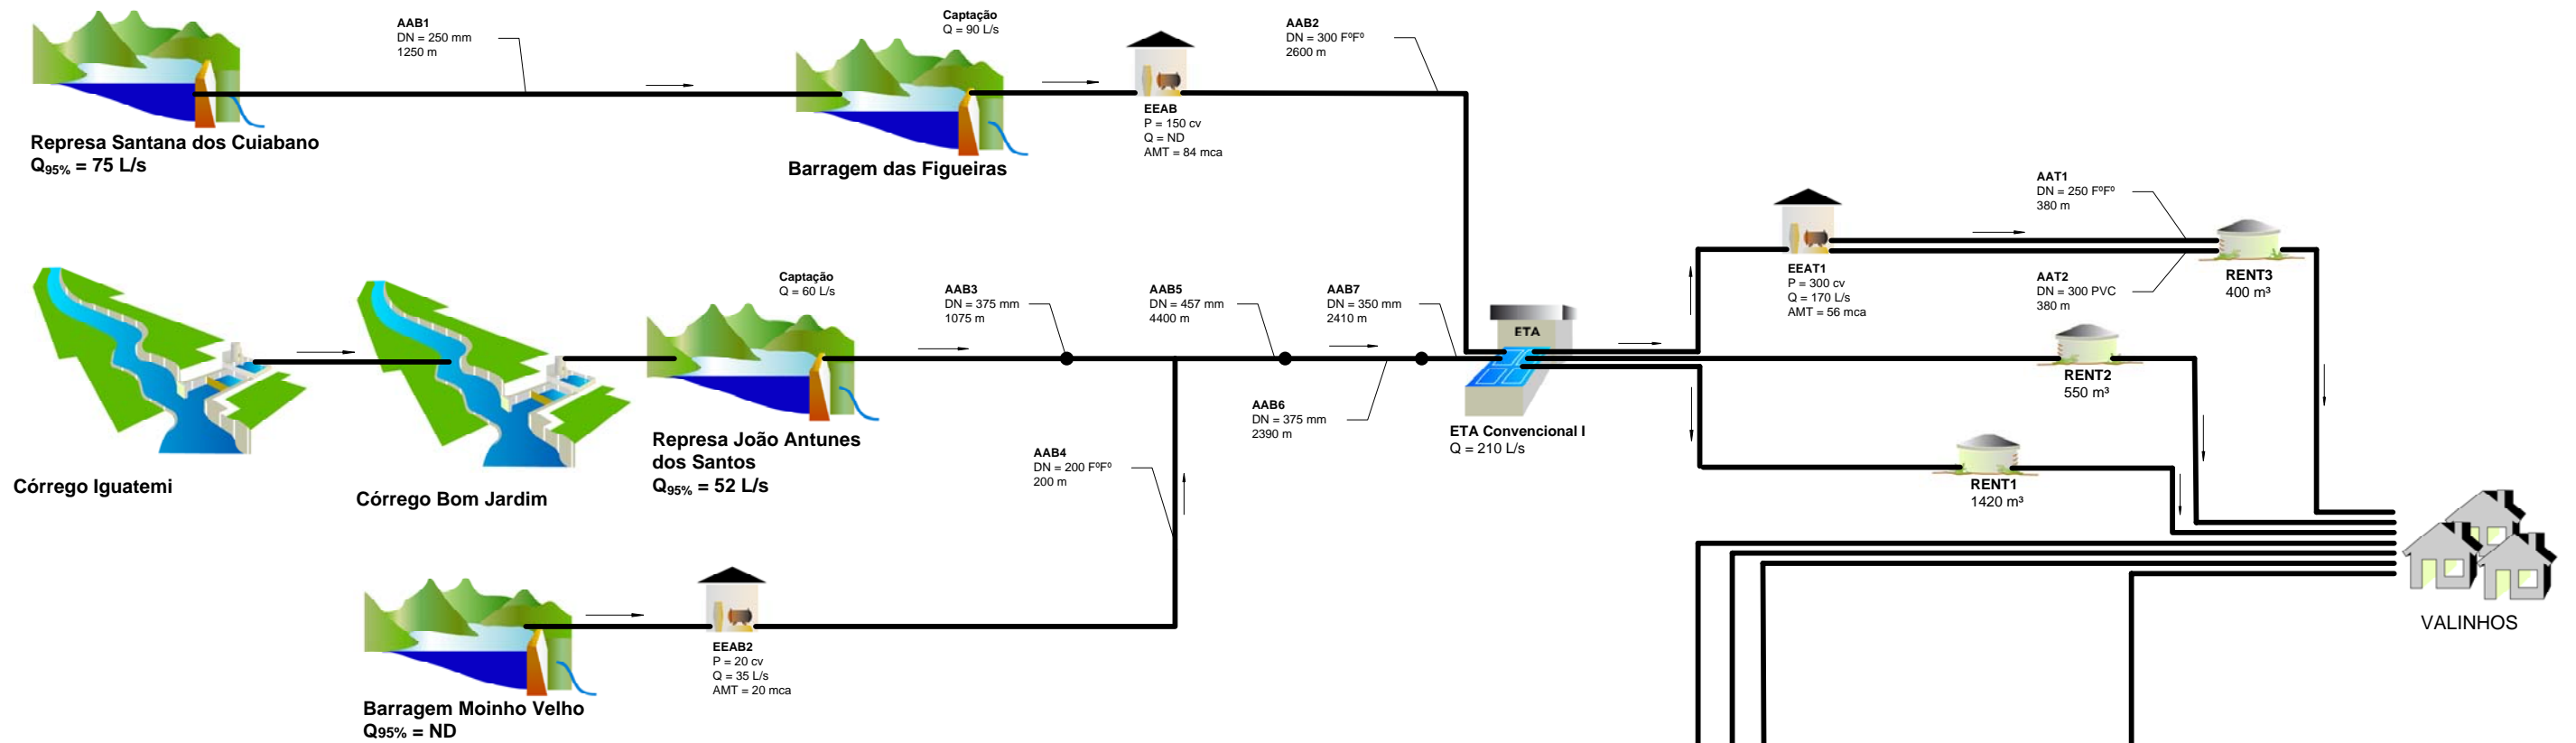 AAB1
DN = 250 mm
1250 m
Captação
Q = 90 L/s
AAB2
DN = 300 FºFº
2600 m
EEAB
P = 150 cv
Q = ND
AMT = 84 mca
Represa Santana dos Cuiabano
Q95% = 75 L/s
Barragem das Figueiras
AAT1
DN = 250 FºFº
380 m
EEAT1
P = 300 cv
Q = 170 L/s
AMT = 56 mca
AAT2
DN = 300 PVC
380 m
RENT3
400 m³
Captação
Q = 60 L/s
AAB3
DN = 375 mm
1075 m
AAB5
DN = 457 mm
4400 m
AAB7
DN = 350 mm
2410 m
ETA
RENT2
550 m³
AAB6
DN = 375 mm
2390 m
ETA Convencional I
Q = 210 L/s
Represa João Antunes
dos Santos
Q95% = 52 L/s
AAB4
DN = 200 FºFº
200 m
Córrego Iguatemi
Córrego Bom Jardim
RENT1
1420 m³
VALINHOS
EEAB2
P = 20 cv
Q = 35 L/s
AMT = 20 mca
Barragem Moinho Velho
Q95% = ND